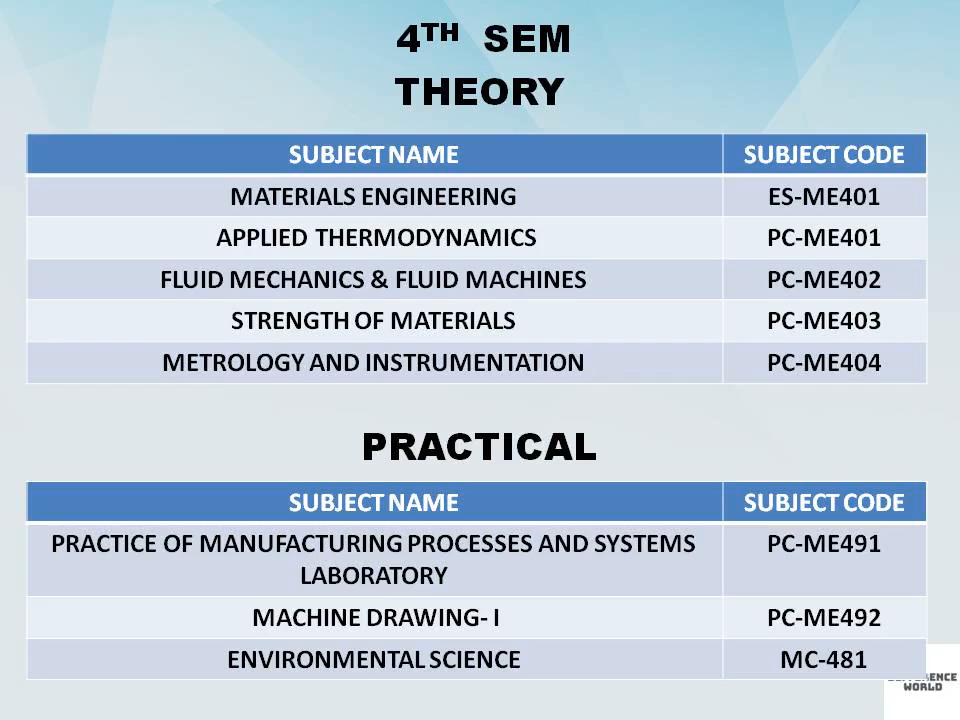 4TH SEM
THEORY
SUBJECT NAME SUBJECT CODE
MATERIALS ENGINEERING ES-ME401
APPLIED THERMODYNAMICS PC-ME401
FLUID MECHANICS & FLUID MACHINES PC-ME402
STRENGTH OF MATERIALS PC-ME403
METROLOGY AND INSTRUMENTATION PC-ME404
PRACTICAL
SUBJECT NAME SUBJECT CODE
PRACTICE OF MANUFACTURING PROCESSES AND SYSTEMS PC-ME491
LABORATORY
MACHINE DRAWING- I PC-ME492
ENVIRONMENTAL SCIENCE MC-481
WORLD